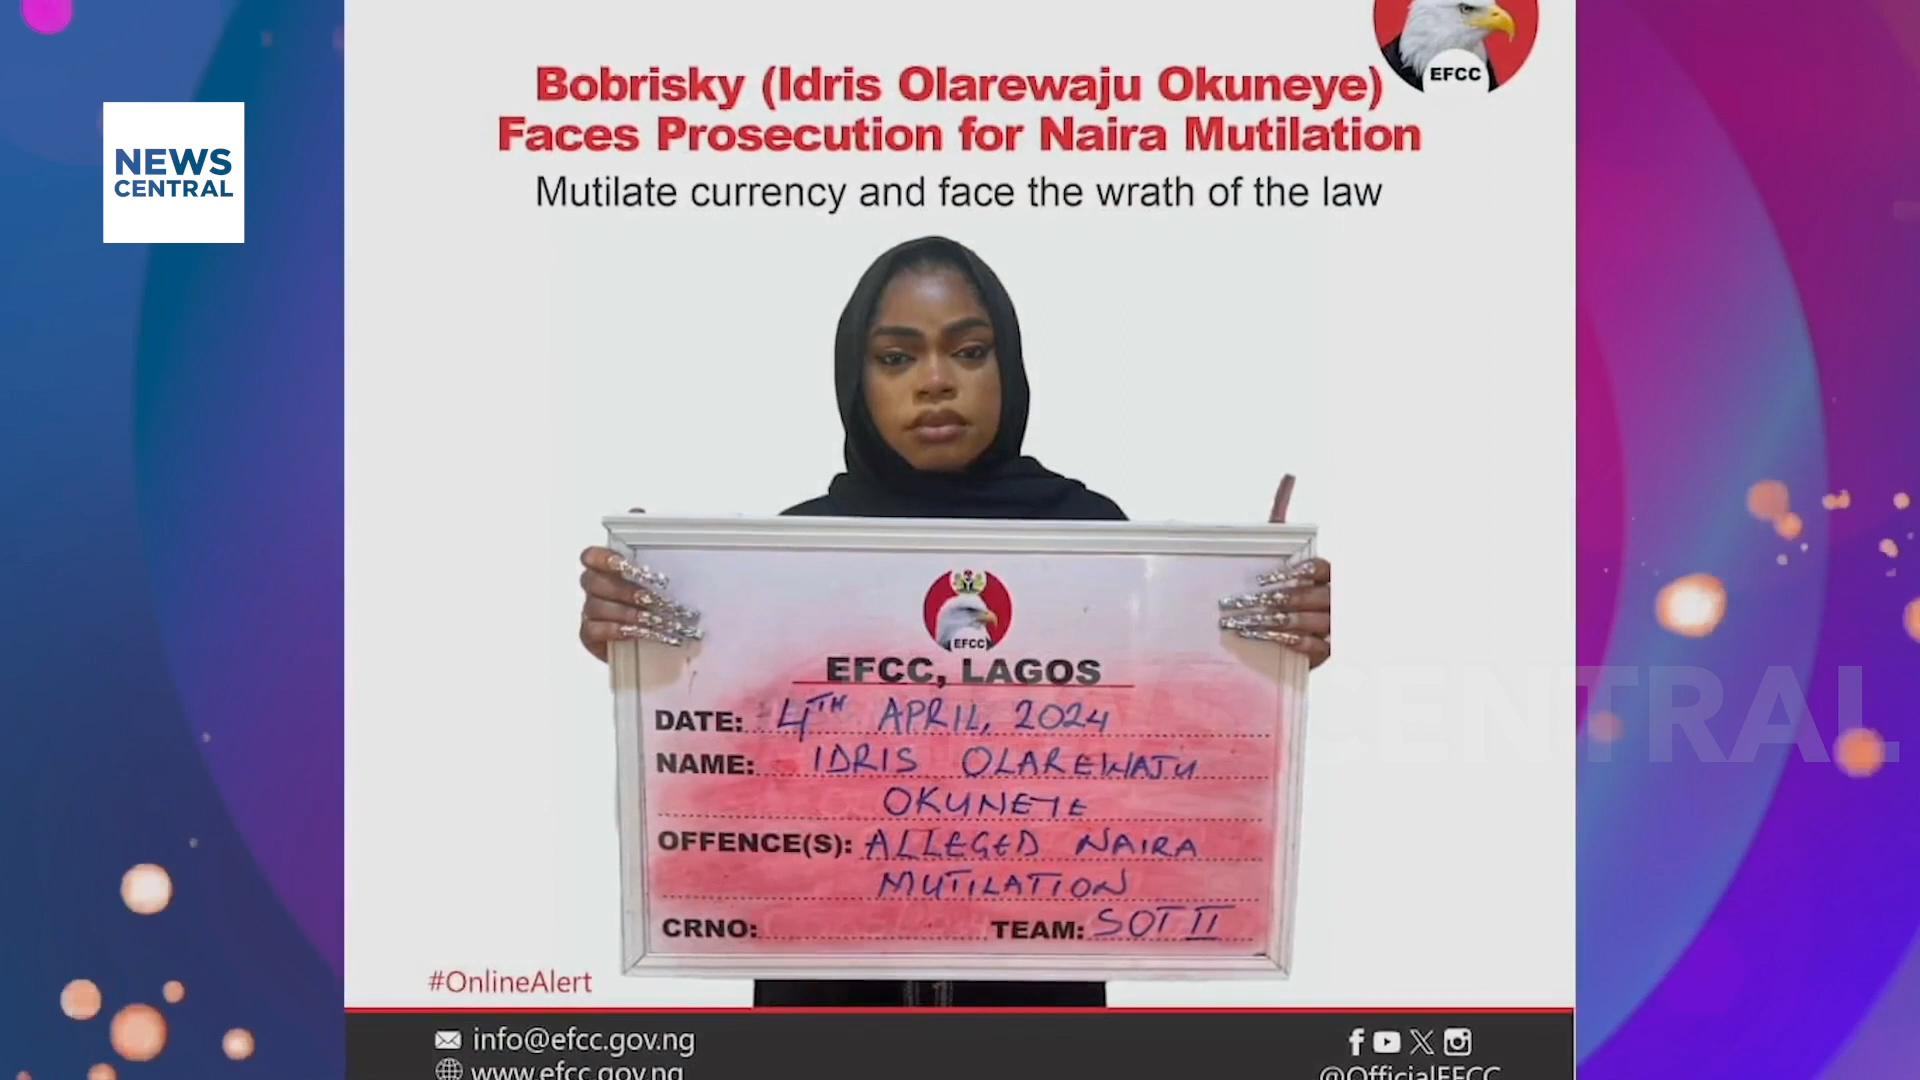 EFCC
Bobrisky (Idris Olarewaju Okuneye)
Faces Prosecution for Naira Mutilation
Mutilate currency and face the wrath of the law
NEWS
CENTRAL
EFCC
EFCC, LAGOS
DATE: 4TH APRIL, 2024
NAME: IDRIS OLAREWAJU
OKUNEYE
OFFENCE(S): ALLEGED NAIRA
MUTILATION
CRNO: TEAM: SOT II
CENTRAL
#OnlineAlert
info@efcc.gov.ng
www.efcc.gov.ng
@OfficialEFCC